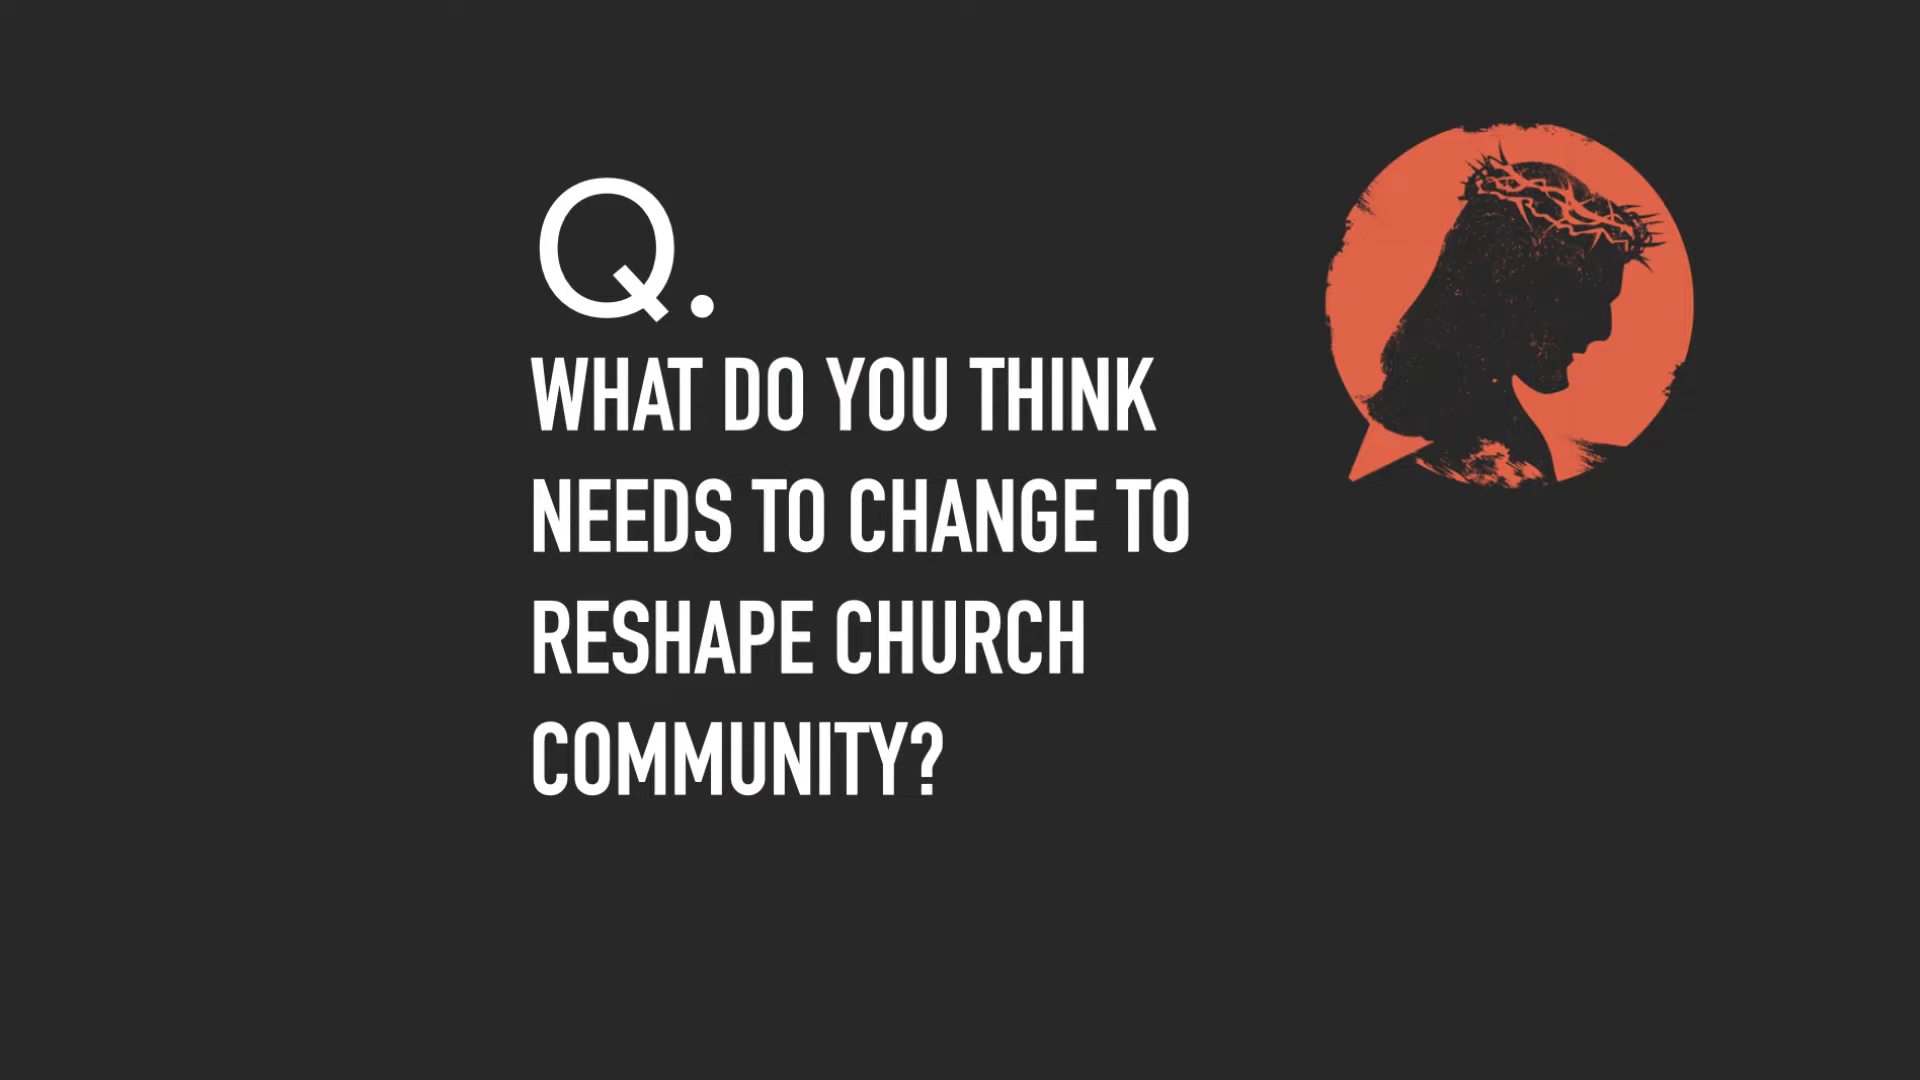 Q.
WHAT DO YOU THINK
NEEDS TO CHANGE TO
RESHAPE CHURCH
COMMUNITY?